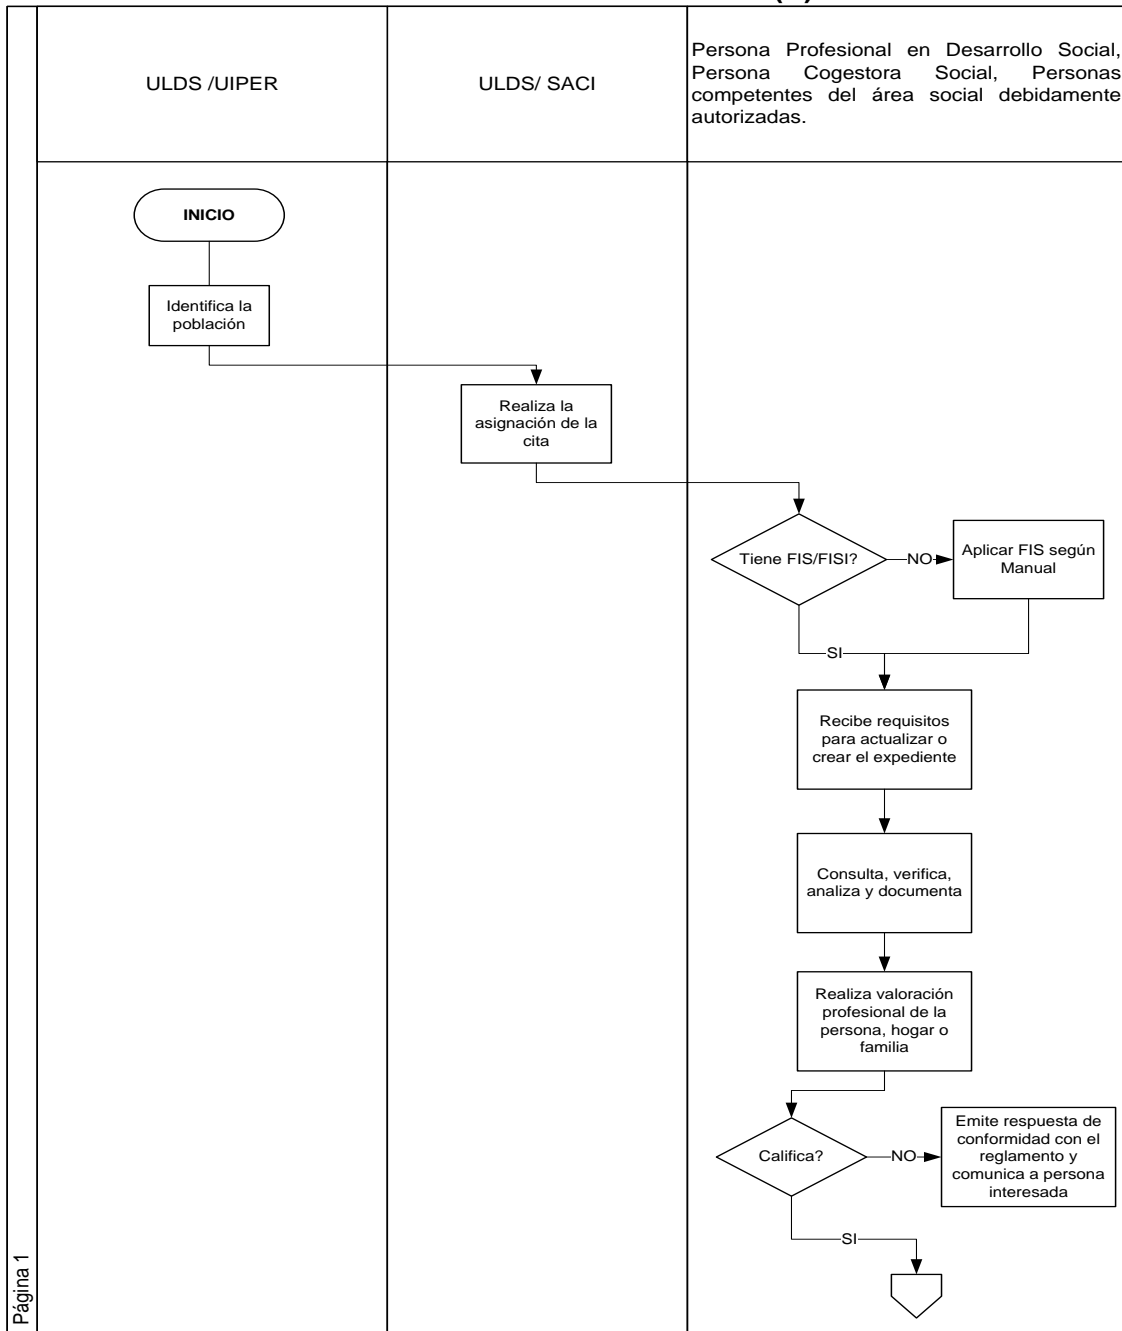 ULDS /UIPER
ULDS/ SACI
Persona Profesional en Desarrollo Social,
Persona Cogestora Social, Personas
competentes del área social debidamente
autorizadas.
INICIO
Identifica la
población
Realiza la
asignación de la
cita
Tiene FIS/FISI?
NO
Aplicar FIS según
Manual
SI
Recibe requisitos
para actualizar o
crear el expediente
Consulta, verifica,
analiza y documenta
Realiza valoración
profesional de la
persona, hogar o
familia
Califica?
NO
Emite respuesta de
conformidad con el
reglamento y
comunica a persona
interesada
SI
Página 1